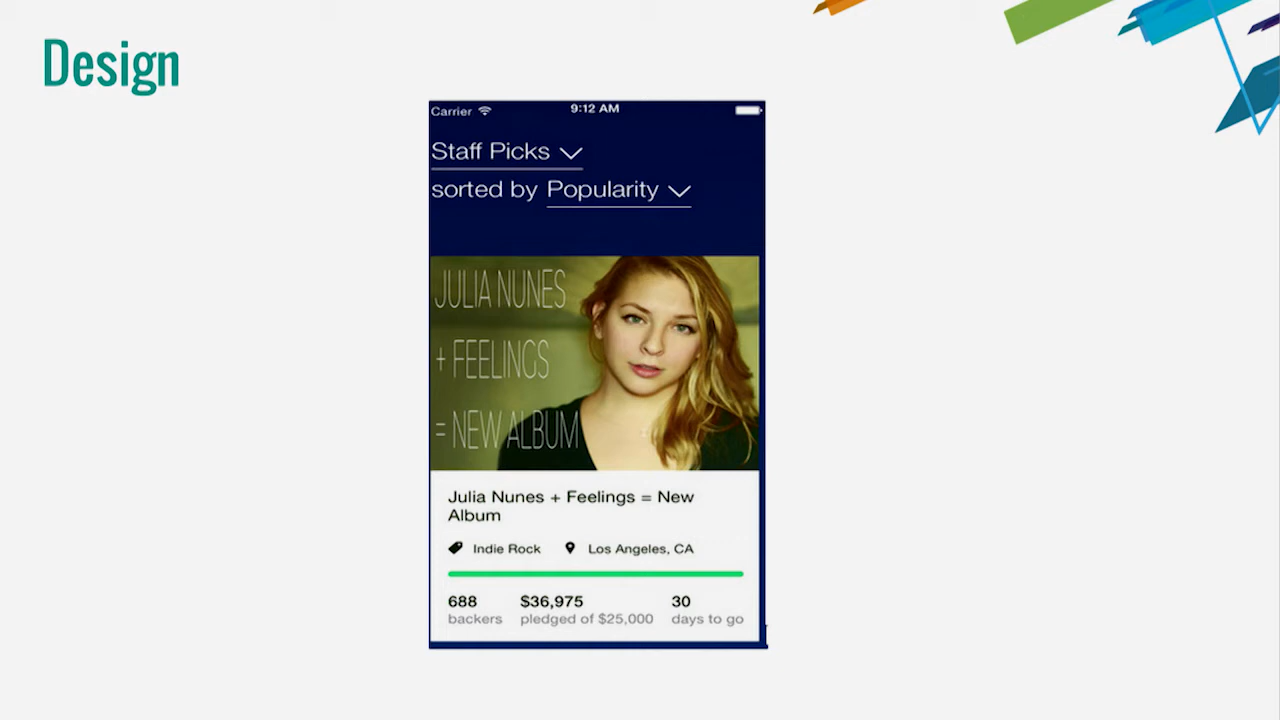 Design
Carrier
9:12 AM
Staff Picks
sorted by Popularity
JULIA NUNES
+ FEELINGS
= NEW ALBUM
Julia Nunes + Feelings = New
Album
Indie Rock Los Angeles, CA
688 $36,975 30
backers pledged of $25,000 days to go